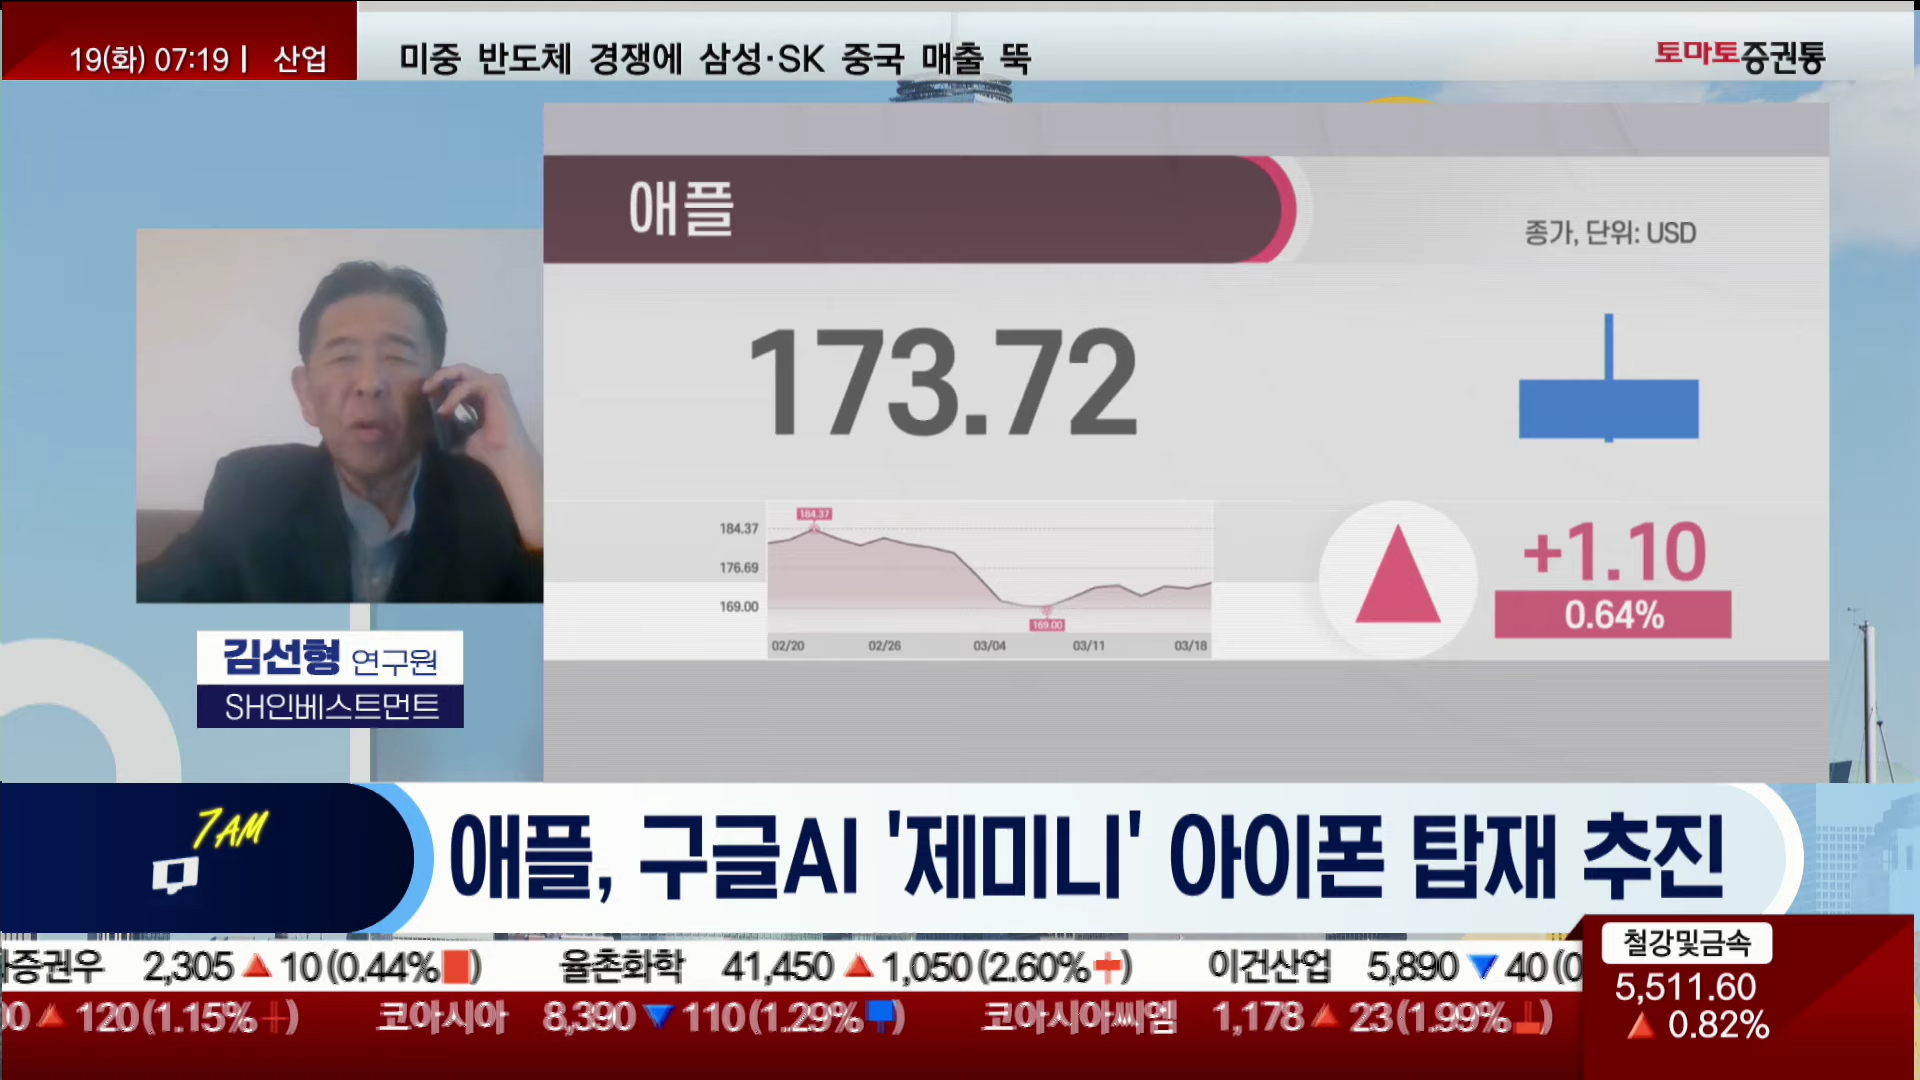 19(화) 07:19 | 산업
미중 반도체 경쟁에 삼성·SK 중국 매출 뚝
토마토증권통
애플
종가, 단위: USD
173.72
184.37
184.37
176.69
169.00
169.00
02/20 02/26 03/04 03/11 03/18
▲ +1.10
0.64%
김선형 연구원
SH인베스트먼트
7AM
애플, 구글AI '제미니' 아이폰 탑재 추진
증권우 2,305 ▲ 10(0.44%) 율촌화학 41,450 ▲ 1,050(2.60%) 이건산업 5,890 ▼ 40(0
철강및금속
5,511.60
▲ 0.82%
0 ▲ 120(1.15%) 코아시아 8,390 ▼ 110(1.29%) 코아시아씨엠 1,178 ▲ 23(1.99%)